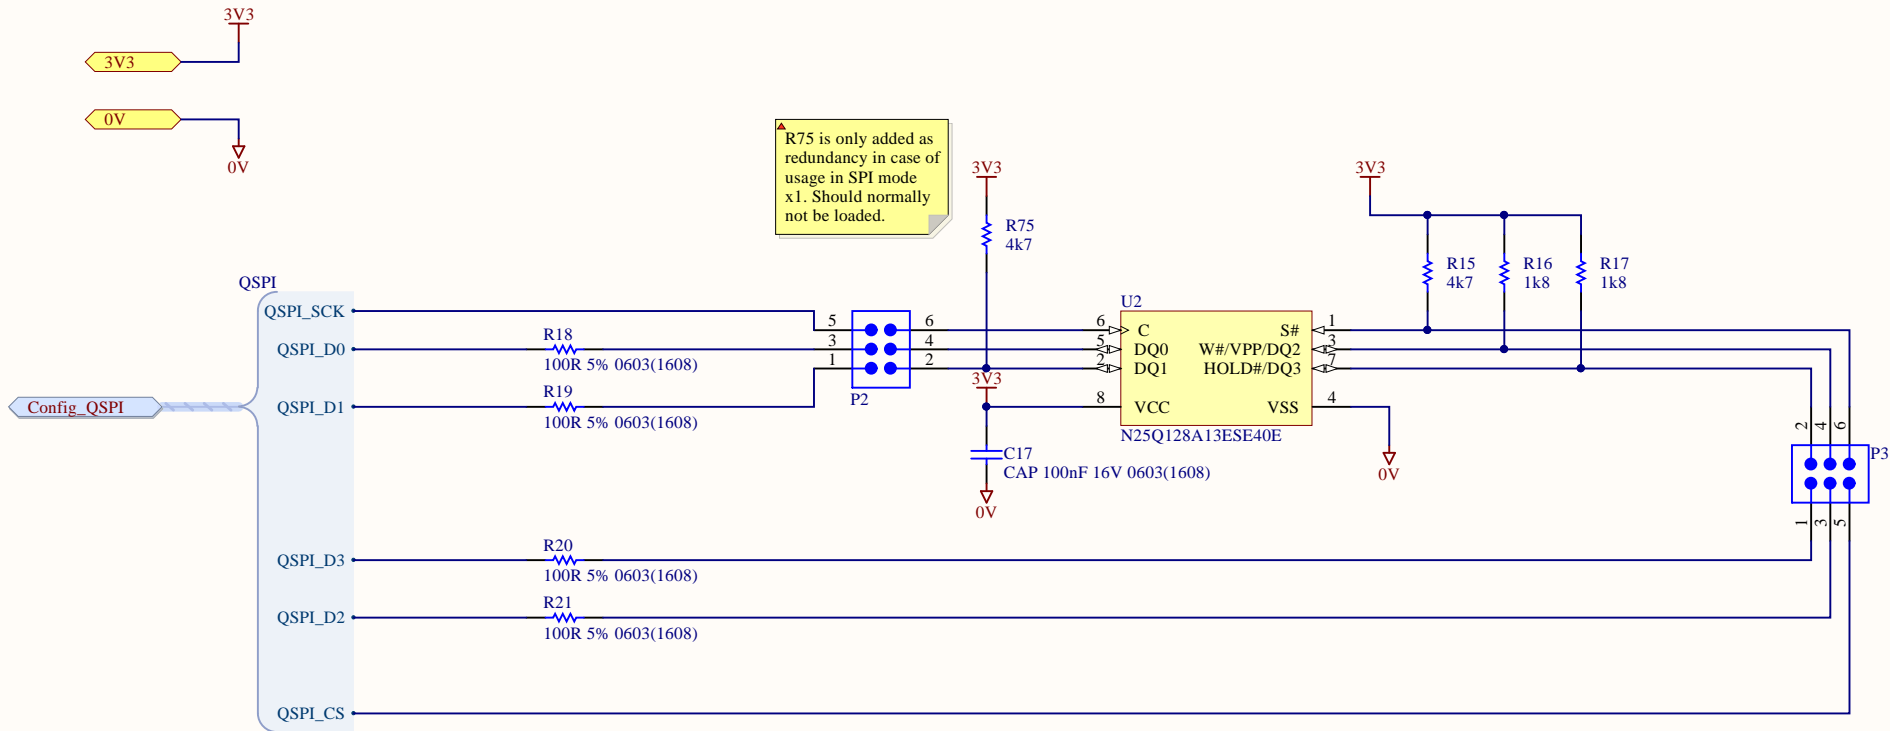 3V3
3V3
0V
0V
R75 is only added as
redundancy in case of
usage in SPI mode
x1. Should normally
not be loaded.
3V3
R75
4k7
3V3
R15
4k7
R16
1k8
R17
1k8
QSPI
QSPI_SCK
QSPI_D0
QSPI_D1
QSPI_D3
QSPI_D2
QSPI_CS
Config_QSPI
R18
100R 5% 0603(1608)
R19
100R 5% 0603(1608)
5
3
1
6
4
2
P2
U2
6
5
2
8
C
DQ0
DQ1
VCC
S#
W#/VPP/DQ2
HOLD#/DQ3
VSS
1
3
7
4
N25Q128A13ESE40E
3V3
C17
CAP 100nF 16V 0603(1608)
0V
0V
2
4
6
P3
1
3
5
R20
100R 5% 0603(1608)
R21
100R 5% 0603(1608)